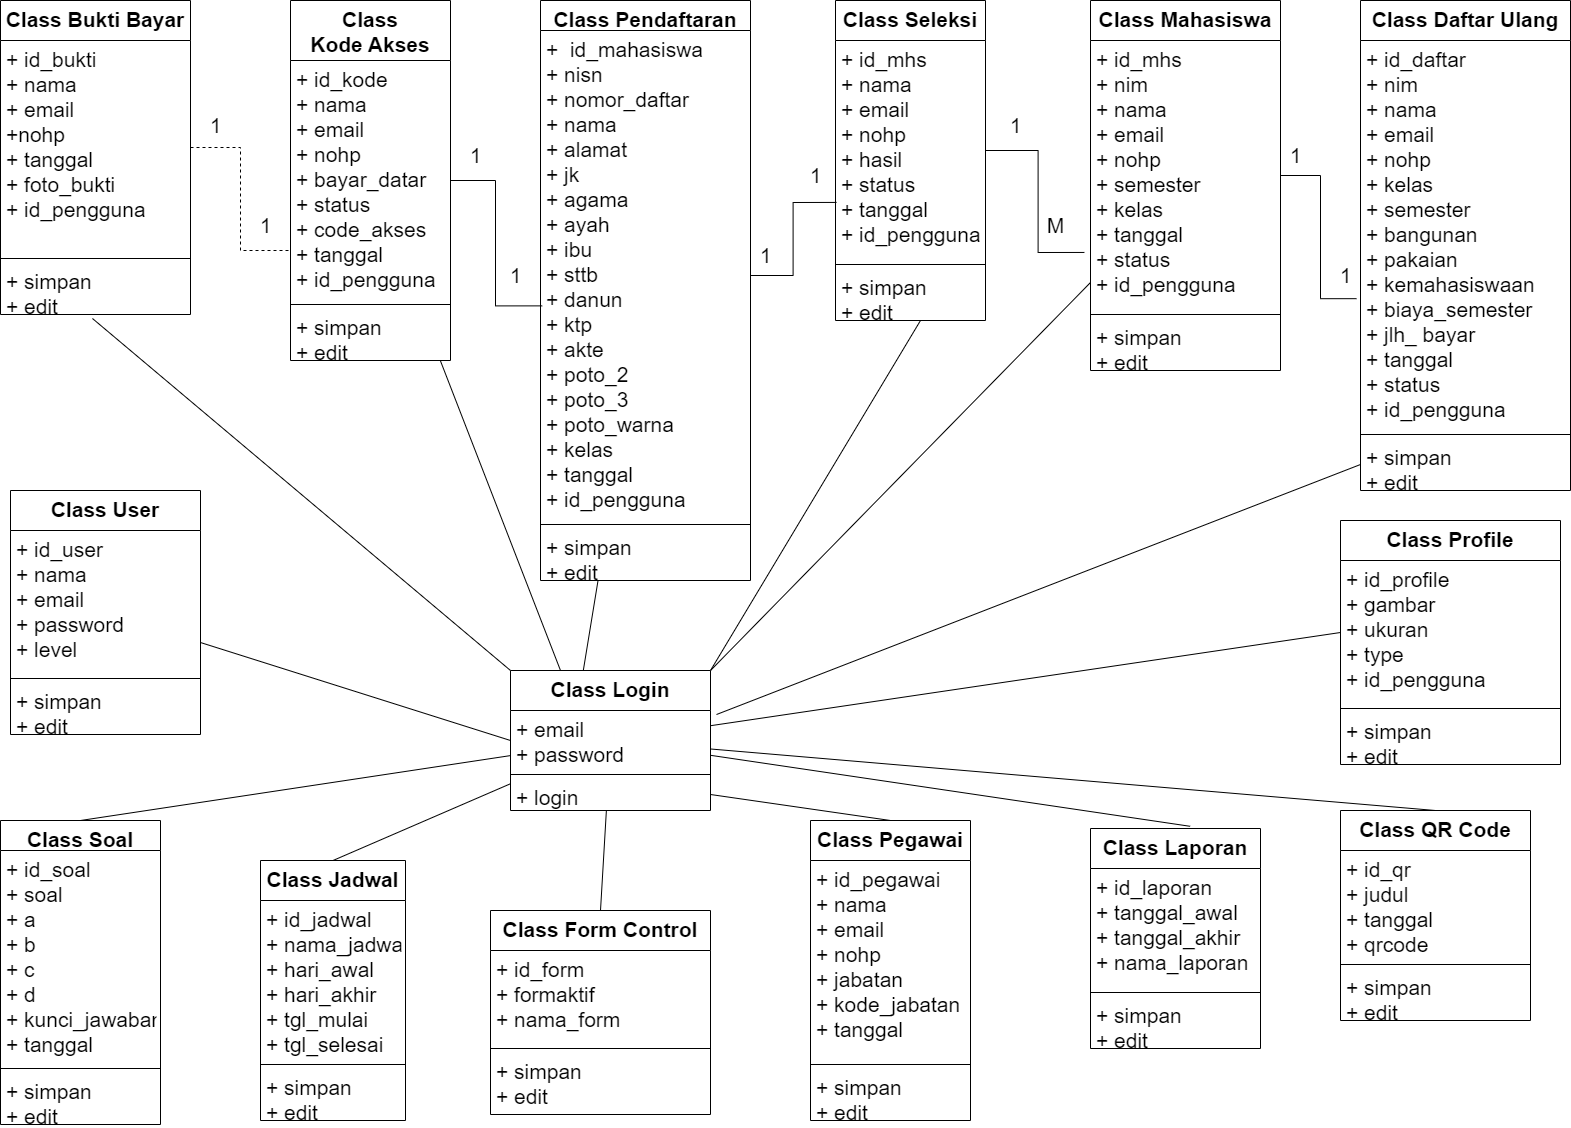 Class Bukti Bayar
+ id_bukti
+ nama
+ email
+nohp
+ tanggal
+ foto_bukti
+ id_pengguna
+ simpan
+ edit
1
1
Class
Kode Akses
+ id_kode
+ nama
+ email
+ nohp
+ bayar_datar
+ status
+ code_akses
+ tanggal
+ id_pengguna
+ simpan
+ edit
1
1
Class Pendaftaran
+ id_mahasiswa
+ nisn
+ nomor_daftar
+ nama
+ alamat
+ jk
+ agama
+ ayah
+ ibu
+ sttb
+ danun
+ ktp
+ akte
+ poto_2
+ poto_3
+ poto_warna
+ kelas
+ tanggal
+ id_pengguna
+ simpan
+ edit
1
1
Class Seleksi
+ id_mhs
+ nama
+ email
+ nohp
+ hasil
+ status
+ tanggal
+ id_pengguna
+ simpan
+ edit
1
M
Class Mahasiswa
+ id_mhs
+ nim
+ nama
+ email
+ nohp
+ semester
+ kelas
+ tanggal
+ status
+ id_pengguna
+ simpan
+ edit
1
1
Class Daftar Ulang
+ id_daftar
+ nim
+ nama
+ email
+ nohp
+ kelas
+ semester
+ bangunan
+ pakaian
+ kemahasiswaan
+ biaya_semester
+ jlh_ bayar
+ tanggal
+ status
+ id_pengguna
+ simpan
+ edit
Class User
+ id_user
+ nama
+ email
+ password
+ level
+ simpan
+ edit
Class Login
+ email
+ password
+ login
Class Profile
+ id_profile
+ gambar
+ ukuran
+ type
+ id_pengguna
+ simpan
+ edit
Class Soal
+ id_soal
+ soal
+ a
+ b
+ c
+ d
+ kunci_jawabar
+ tanggal
+ simpan
+ edit
Class Jadwal
+ id_jadwal
+ nama_jadwa
+ hari_awal
+ hari_akhir
+ tgl_mulai
+ tgl_selesai
+ simpan
+ edit
Class Form Control
+ id_form
+ formaktif
+ nama_form
+ simpan
+ edit
Class Pegawai
+ id_pegawai
+ nama
+ email
+ nohp
+ jabatan
+ kode_jabatan
+ tanggal
+ simpan
+ edit
Class Laporan
+ id_laporan
+ tanggal_awal
+ tanggal_akhir
+ nama_laporan
+ simpan
+ edit
Class QR Code
+ id_qr
+ judul
+ tanggal
+ qrcode
+ simpan
+ edit